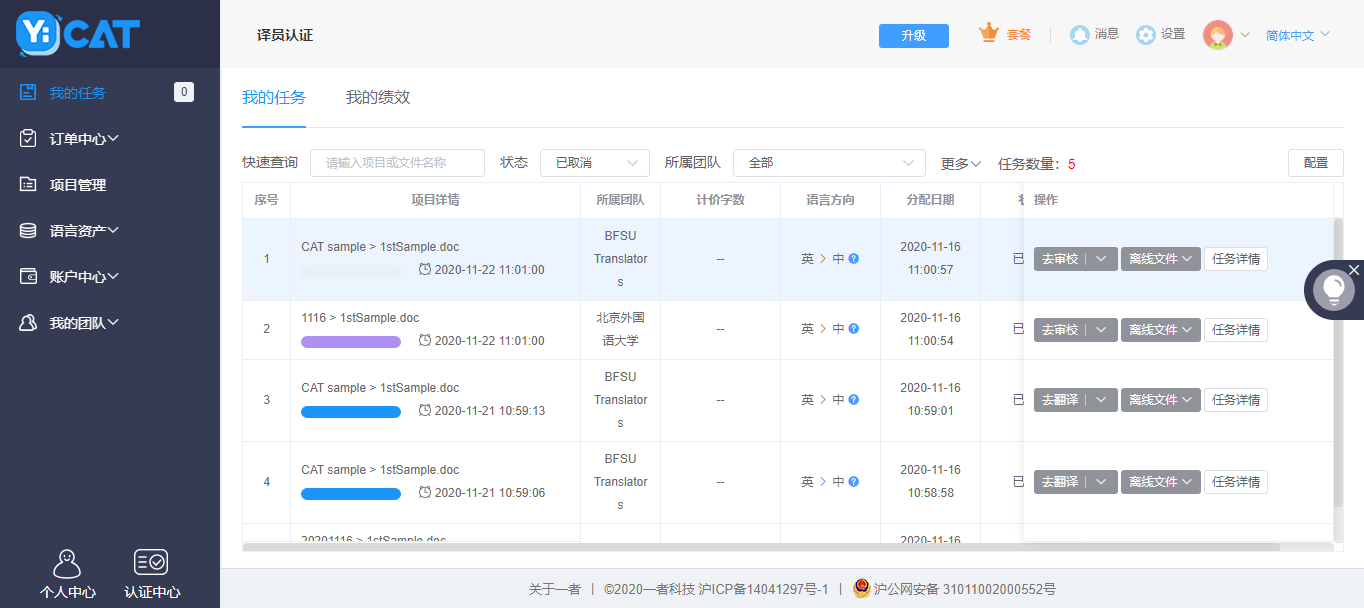 Yi CAT
译员认证
升级
套餐
消息
设置
简体中文
我的任务 0
订单中心
项目管理
语言资产
账户中心
我的团队
个人中心
认证中心
我的任务 我的绩效
快速查询 请输入项目或文件名称 状态 已取消 所属团队 全部 更多 任务数量: 5 配置
序号 项目详情 所属团队 计价字数 语言方向 分配日期 操作
1
CAT sample > 1stSample.doc
2020-11-22 11:01:00
BFSU
Translator
s
--
英 > 中 ?
2020-11-16
11:00:57
已
去审校 离线文件 任务详情
2
1116 > 1stSample.doc
2020-11-22 11:01:00
北京外国
语大学
--
英 > 中 ?
2020-11-16
11:00:54
已
去审校 离线文件 任务详情
3
CAT sample > 1stSample.doc
2020-11-21 10:59:13
BFSU
Translator
s
--
英 > 中 ?
2020-11-16
10:59:01
已
去翻译 离线文件 任务详情
4
CAT sample > 1stSample.doc
2020-11-21 10:59:06
BFSU
Translator
s
--
英 > 中 ?
2020-11-16
10:58:58
已
去翻译 离线文件 任务详情
20201116 > 1stSample.doc
2020-11-16
关于一者 | ©2020一者科技 沪ICP备14041297号-1 | 沪公网安备 31011002000552号